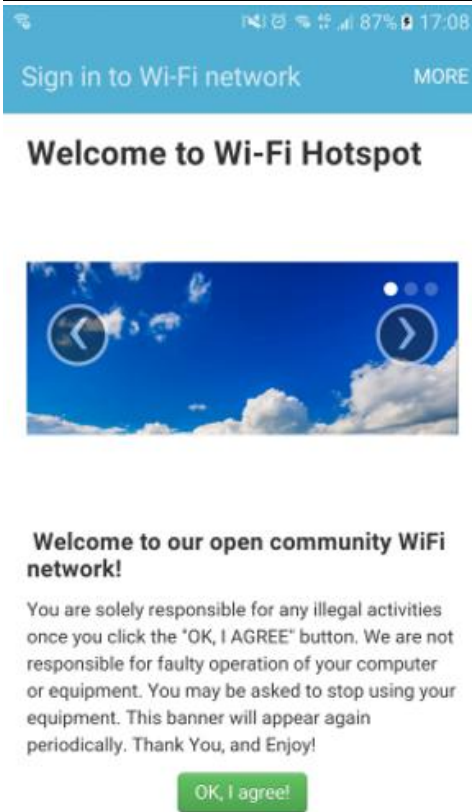 87% 17:08
Sign in to Wi-Fi network MORE
Welcome to Wi-Fi Hotspot
Welcome to our open community WiFi
network!
You are solely responsible for any illegal activities
once you click the "OK, I AGREE" button. We are not
responsible for faulty operation of your computer
or equipment. You may be asked to stop using your
equipment. This banner will appear again
periodically. Thank You, and Enjoy!
OK, I agree!